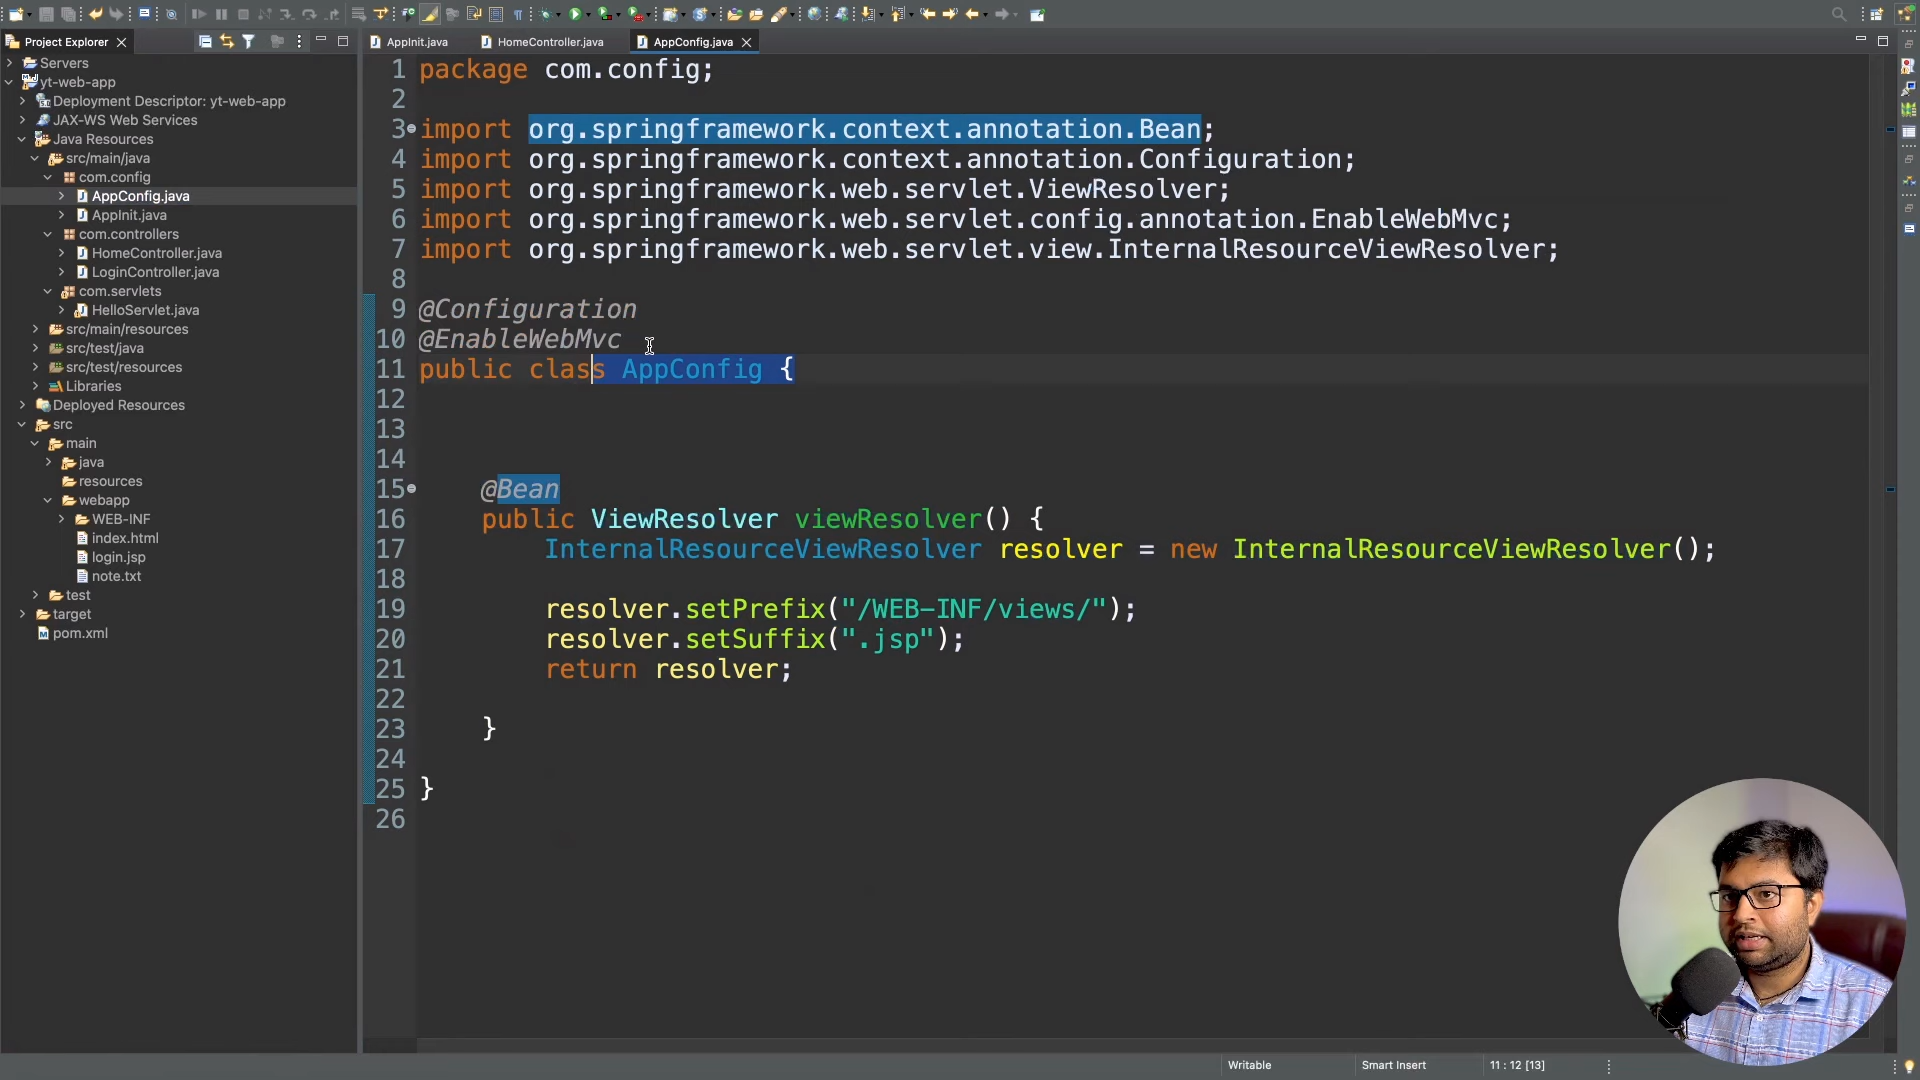 Project Explorer
AppInit.java
HomeController.java
AppConfig.java
Servers
yt-web-app
Deployment Descriptor: yt-web-app
JAX-WS Web Services
Java Resources
src/main/java
com.config
AppConfig.java
AppInit.java
com.controllers
HomeController.java
LoginController.java
com.servlets
HelloServlet.java
src/main/resources
src/test/java
src/test/resources
Libraries
Deployed Resources
src
main
java
resources
webapp
WEB-INF
index.html
login.jsp
note.txt
test
target
pom.xml
1 package com.config;
2
3 import org.springframework.context.annotation.Bean;
4 import org.springframework.context.annotation.Configuration;
5 import org.springframework.web.servlet.ViewResolver;
6 import org.springframework.web.servlet.config.annotation.EnableWebMvc;
7 import org.springframework.web.servlet.view.InternalResourceViewResolver;
8
9 @Configuration
10 @EnableWebMvc
11 public class AppConfig {
12
13
14
15 @Bean
16 public ViewResolver viewResolver() {
17 InternalResourceViewResolver resolver = new InternalResourceViewResolver();
18
19 resolver.setPrefix("/WEB-INF/views/");
20 resolver.setSuffix(".jsp");
21 return resolver;
22
23 }
24
25 }
26
Writable
Smart Insert
11 : 12 [13]